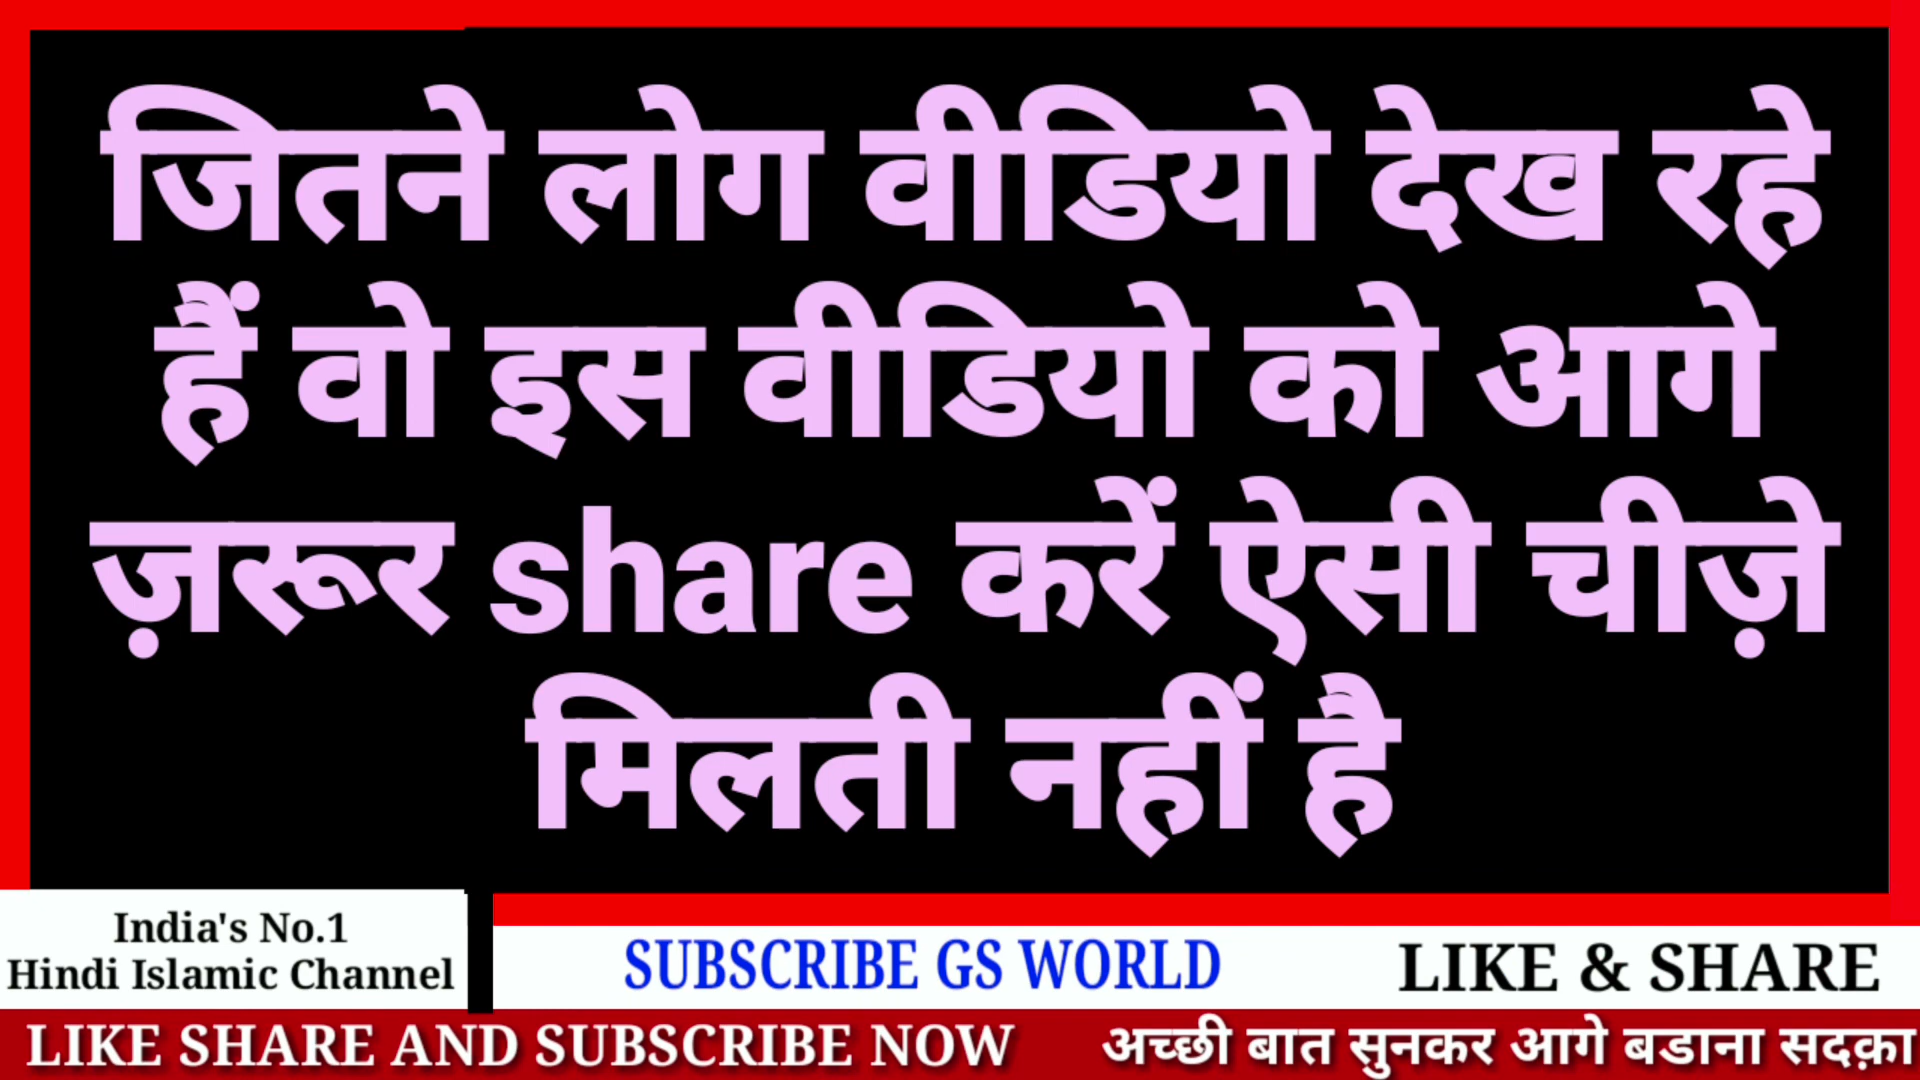 जितने लोग वीडियो देख रहे
हैं वो इस वीडियो को आगे
ज़रूर share करें ऐसी चीज़े
मिलती नहीं है
India's No.1
Hindi Islamic Channel
SUBSCRIBE GS WORLD
LIKE & SHARE
LIKE SHARE AND SUBSCRIBE NOW
अच्छी बात सुनकर आगे बडाना सदक़ा